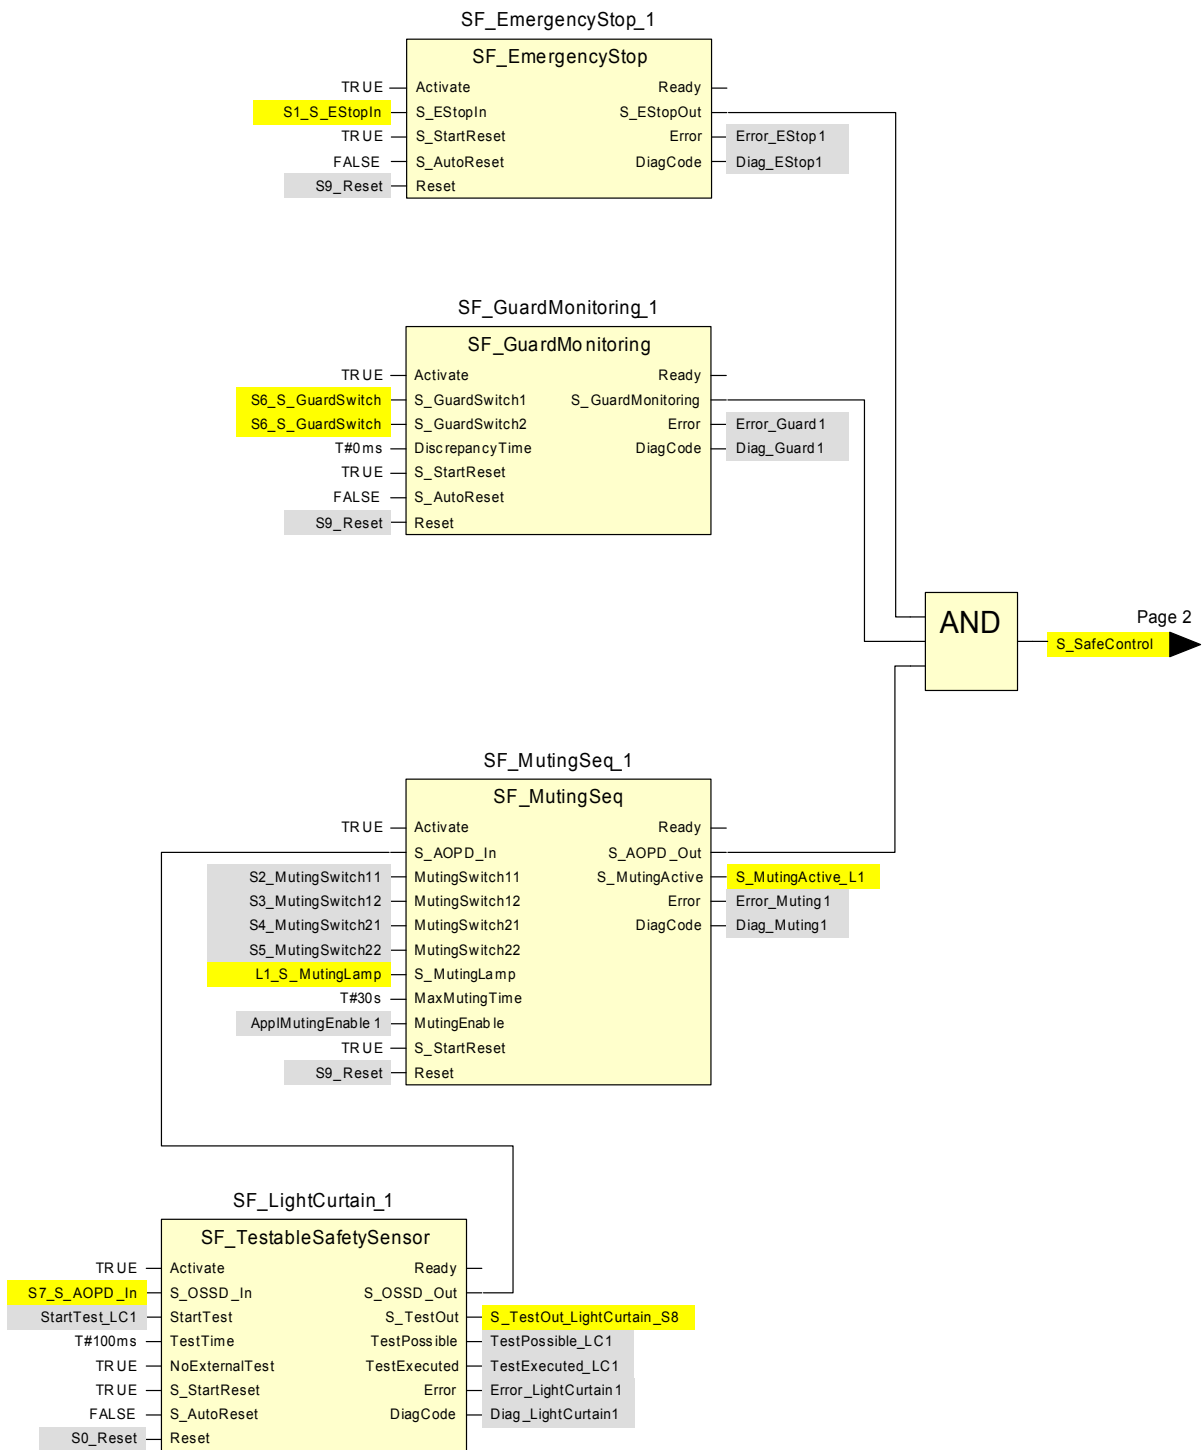 SF_EmergencyStop_1
SF_EmergencyStop
TRUE Activate Ready
S1_S_EStopIn S_EStopIn S_EStopOut
TRUE S_StartReset Error Error_EStop1
FALSE S_AutoReset DiagCode Diag_EStop1
S9_Reset Reset
SF_GuardMonitoring_1
SF_GuardMonitoring
TRUE Activate Ready
S6_S_GuardSwitch S_GuardSwitch1 S_GuardMonitoring
S6_S_GuardSwitch S_GuardSwitch2 Error Error_Guard1
T#0ms DiscrepancyTime DiagCode Diag_Guard1
TRUE S_StartReset
FALSE S_AutoReset
S9_Reset Reset
AND
Page 2
S_SafeControl
SF_MutingSeq_1
SF_MutingSeq
TRUE Activate Ready
S_AOPD_In S_AOPD_Out
S2_MutingSwitch11 MutingSwitch11 S_MutingActive S_MutingActive_L1
S3_MutingSwitch12 MutingSwitch12 Error Error_Muting1
S4_MutingSwitch21 MutingSwitch21 DiagCode Diag_Muting1
S5_MutingSwitch22 MutingSwitch22
L1_S_MutingLamp S_MutingLamp
T#30s MaxMutingTime
ApplMutingEnable1 MutingEnable
TRUE S_StartReset
S9_Reset Reset
SF_LightCurtain_1
SF_TestableSafetySensor
TRUE Activate Ready
S7_S_AOPD_In S_OSSD_In S_OSSD_Out
StartTest_LC1 StartTest S_TestOut S_TestOut_LightCurtain_S8
T#100ms TestTime TestPossible TestPossible_LC1
TRUE NoExternalTest TestExecuted TestExecuted_LC1
TRUE S_StartReset Error Error_LightCurtain1
FALSE S_AutoReset DiagCode Diag_LightCurtain1
S0_Reset Reset